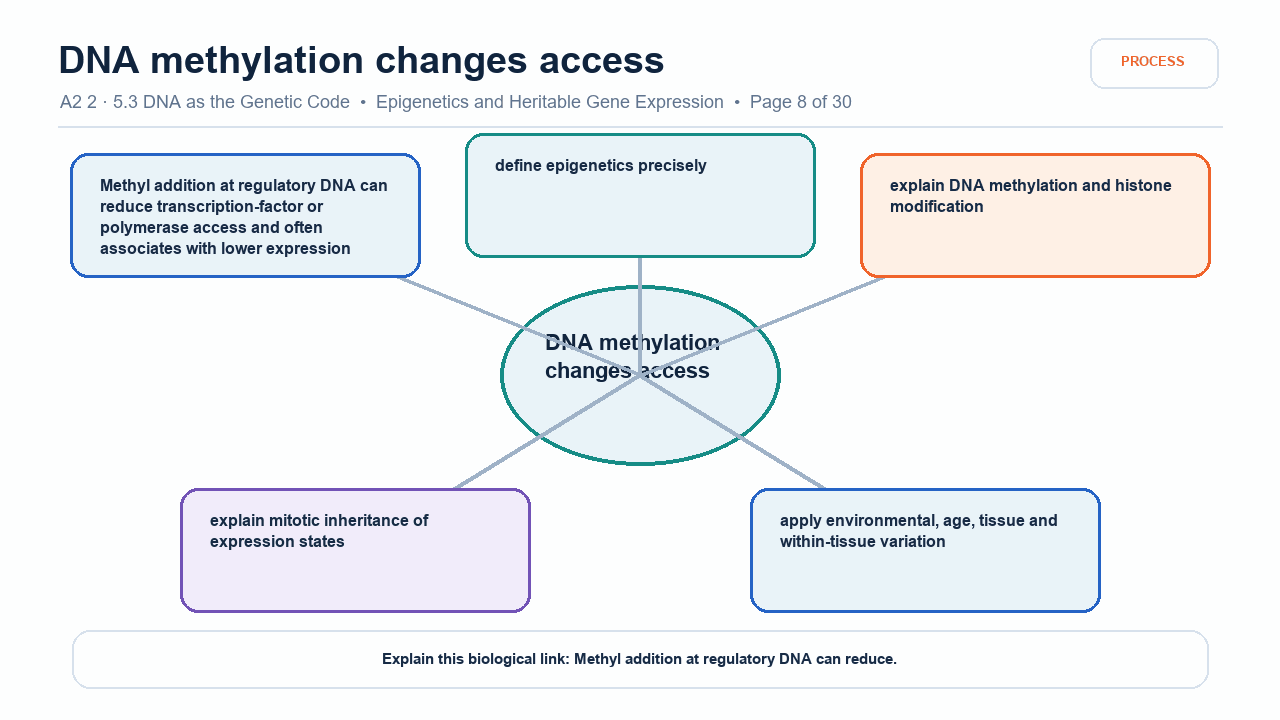 DNA methylation changes access
PROCESS
A2 2 · 5.3 DNA as the Genetic Code • Epigenetics and Heritable Gene Expression • Page 8 of 30
Methyl addition at regulatory DNA can
reduce transcription-factor or
polymerase access and often
associates with lower expression
define epigenetics precisely
explain DNA methylation and histone
modification
DNA methylation
changes access
explain mitotic inheritance of
expression states
apply environmental, age, tissue and
within-tissue variation
Explain this biological link: Methyl addition at regulatory DNA can reduce.